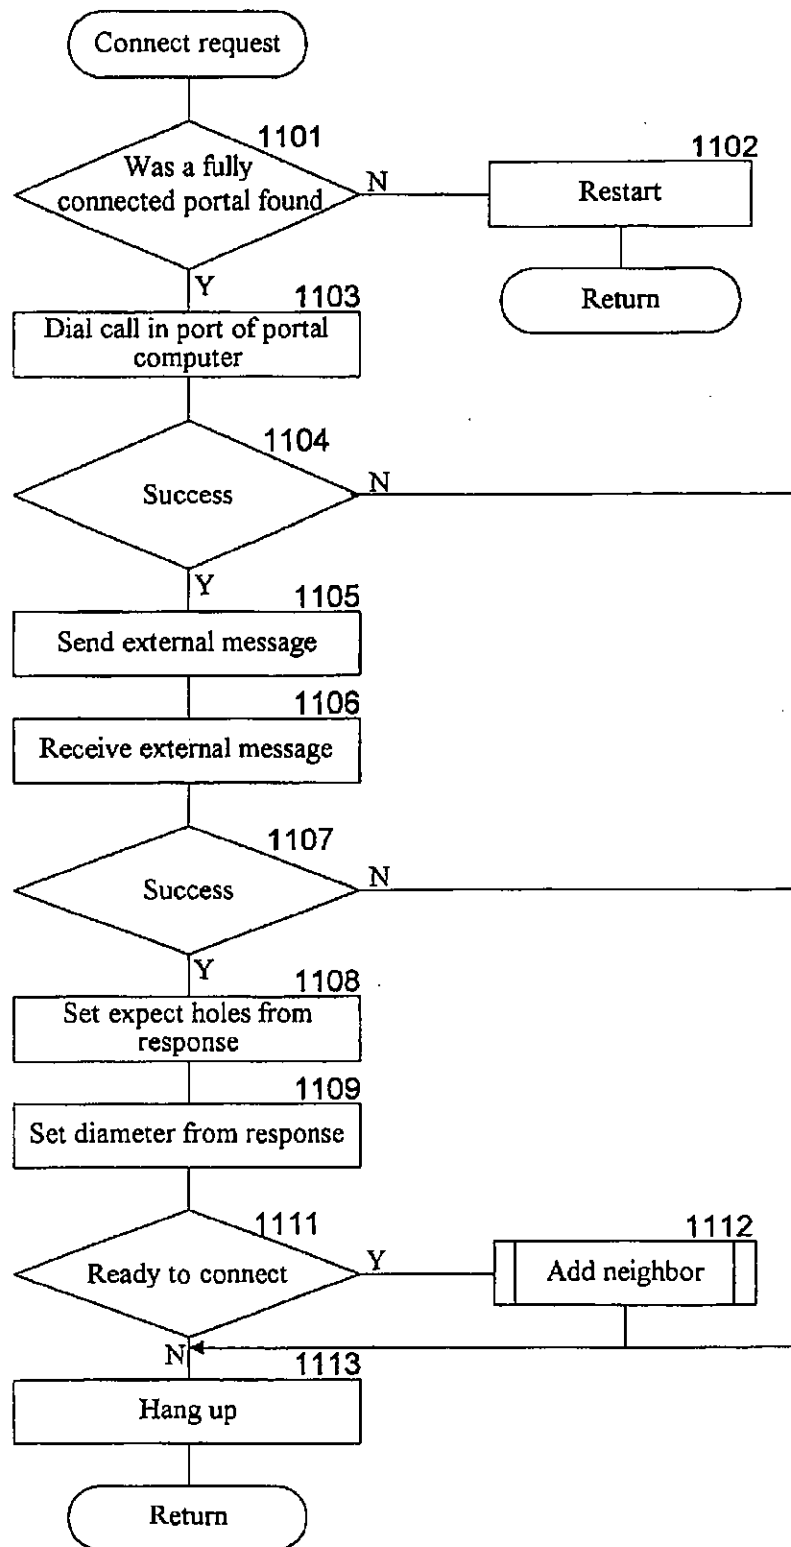 Connect request
1101
Was a fully
connected portal found
N
1102
Restart
Return
Y
1103
Dial call in port of portal
computer
1104
Success
N
Y
1105
Send external message
1106
Receive external message
1107
Success
N
Y
1108
Set expect holes from
response
1109
Set diameter from response
1111
Ready to connect
Y
1112
Add neighbor
N
1113
Hang up
Return